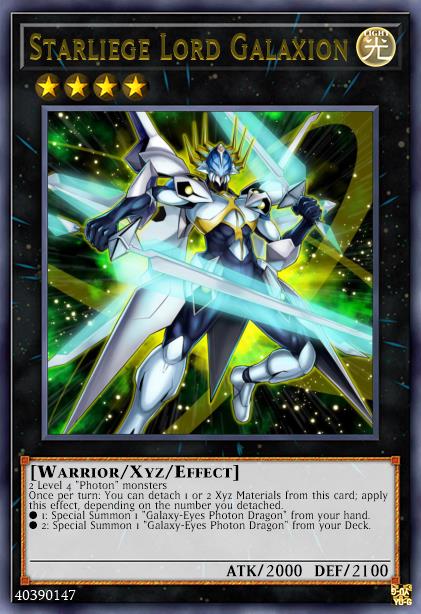 Starliege Lord Galaxion
LIGHT
光
[Warrior/Xyz/Effect]
2 Level 4 "Photon" monsters
Once per turn: You can detach 1 or 2 Xyz Materials from this card; apply
this effect, depending on the number you detached.
● 1: Special Summon 1 "Galaxy-Eyes Photon Dragon" from your hand.
● 2: Special Summon 1 "Galaxy-Eyes Photon Dragon" from your Deck.
ATK/2000 DEF/2100
40390147